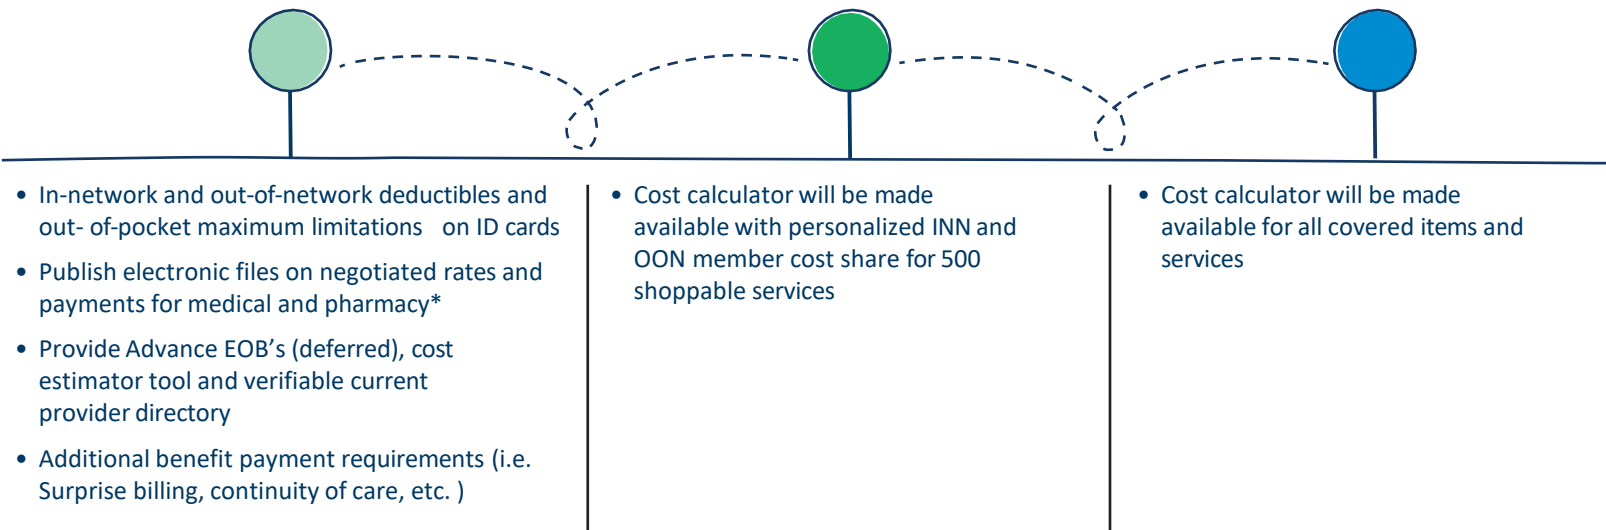 • In-network and out-of-network deductibles and
out- of-pocket maximum limitations on ID cards
• Publish electronic files on negotiated rates and
payments for medical and pharmacy*
• Provide Advance EOB’s (deferred), cost
estimator tool and verifiable current
provider directory
• Additional benefit payment requirements (i.e.
Surprise billing, continuity of care, etc. )
• Cost calculator will be made
available with personalized INN and
OON member cost share for 500
shoppable services
• Cost calculator will be made
available for all covered items and
services